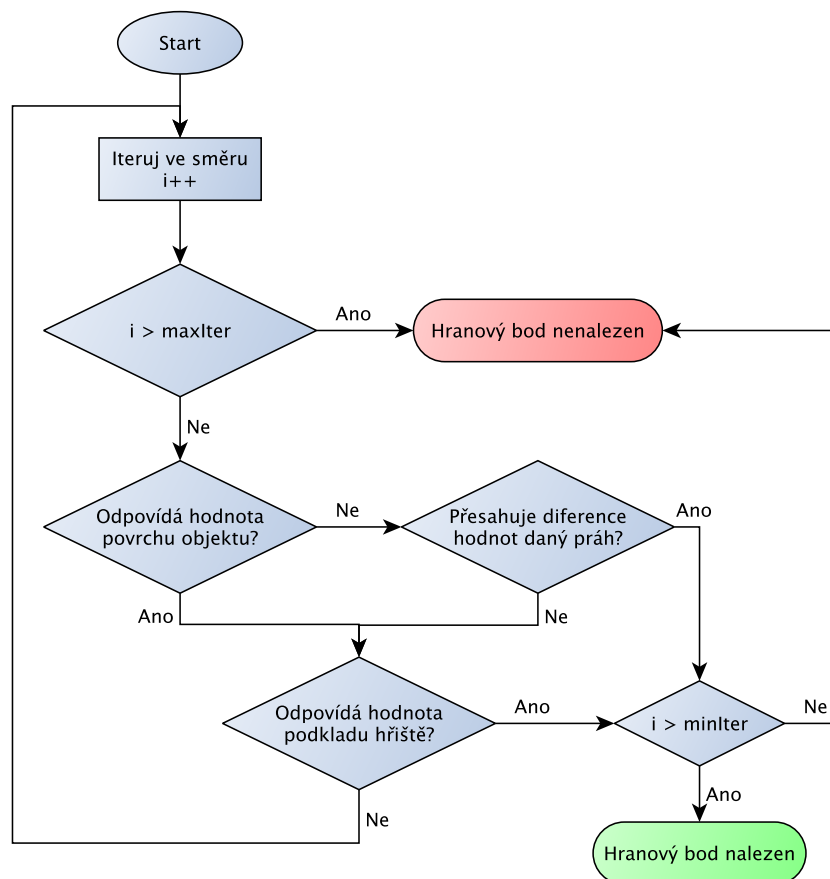 Start
Iteruj ve směru
i++
i > maxIter
Ano
Hranový bod nenalezen
Ne
Odpovídá hodnota
povrchu objektu?
Ne
Přesahuje diference
hodnot daný práh?
Ano
Ano
Ne
Odpovídá hodnota
podkladu hřiště?
Ano
i > minIter
Ne
Ano
Ne
Hranový bod nalezen